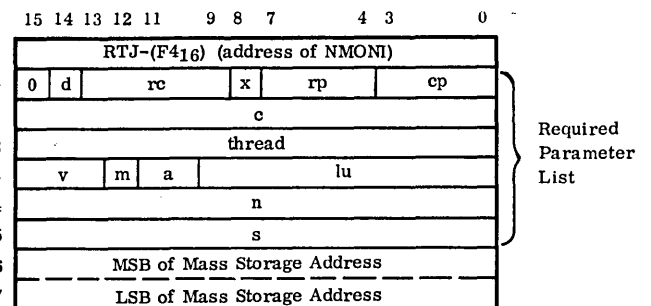 15 14 13 12 11 9 8 7 4 3 0
RTJ-(F4₁₆) (address of NMONI)
0 d rc x rp cp
c
thread
v m a lu
n
s
MSB of Mass Storage Address
LSB of Mass Storage Address
Required
Parameter
List